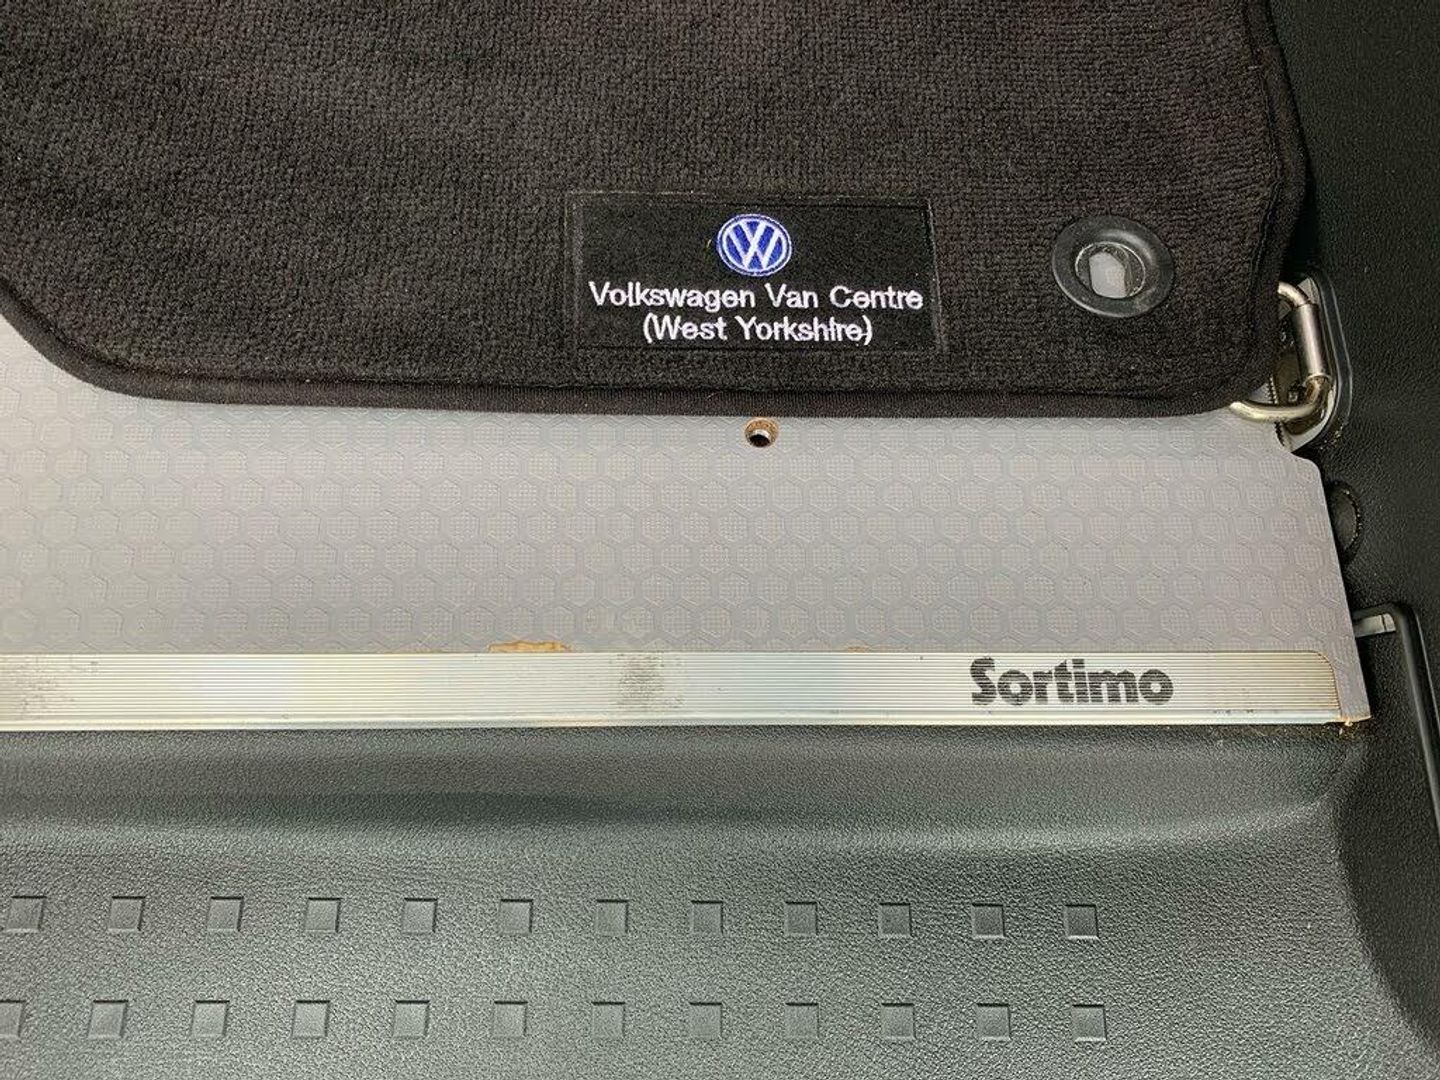 Volkswagen Van Centre
(West Yorkshire)
Sortimo